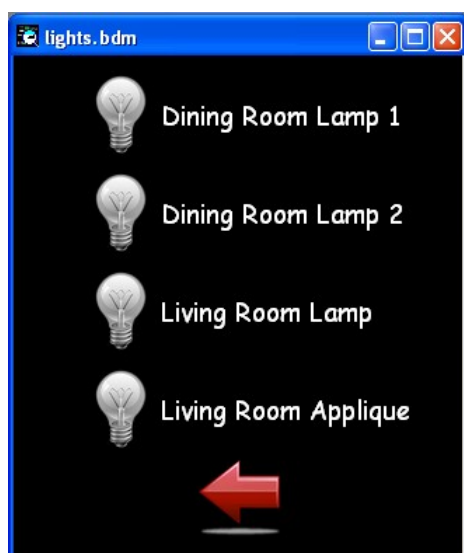 lights.bdm
Dining Room Lamp 1
Dining Room Lamp 2
Living Room Lamp
Living Room Applique